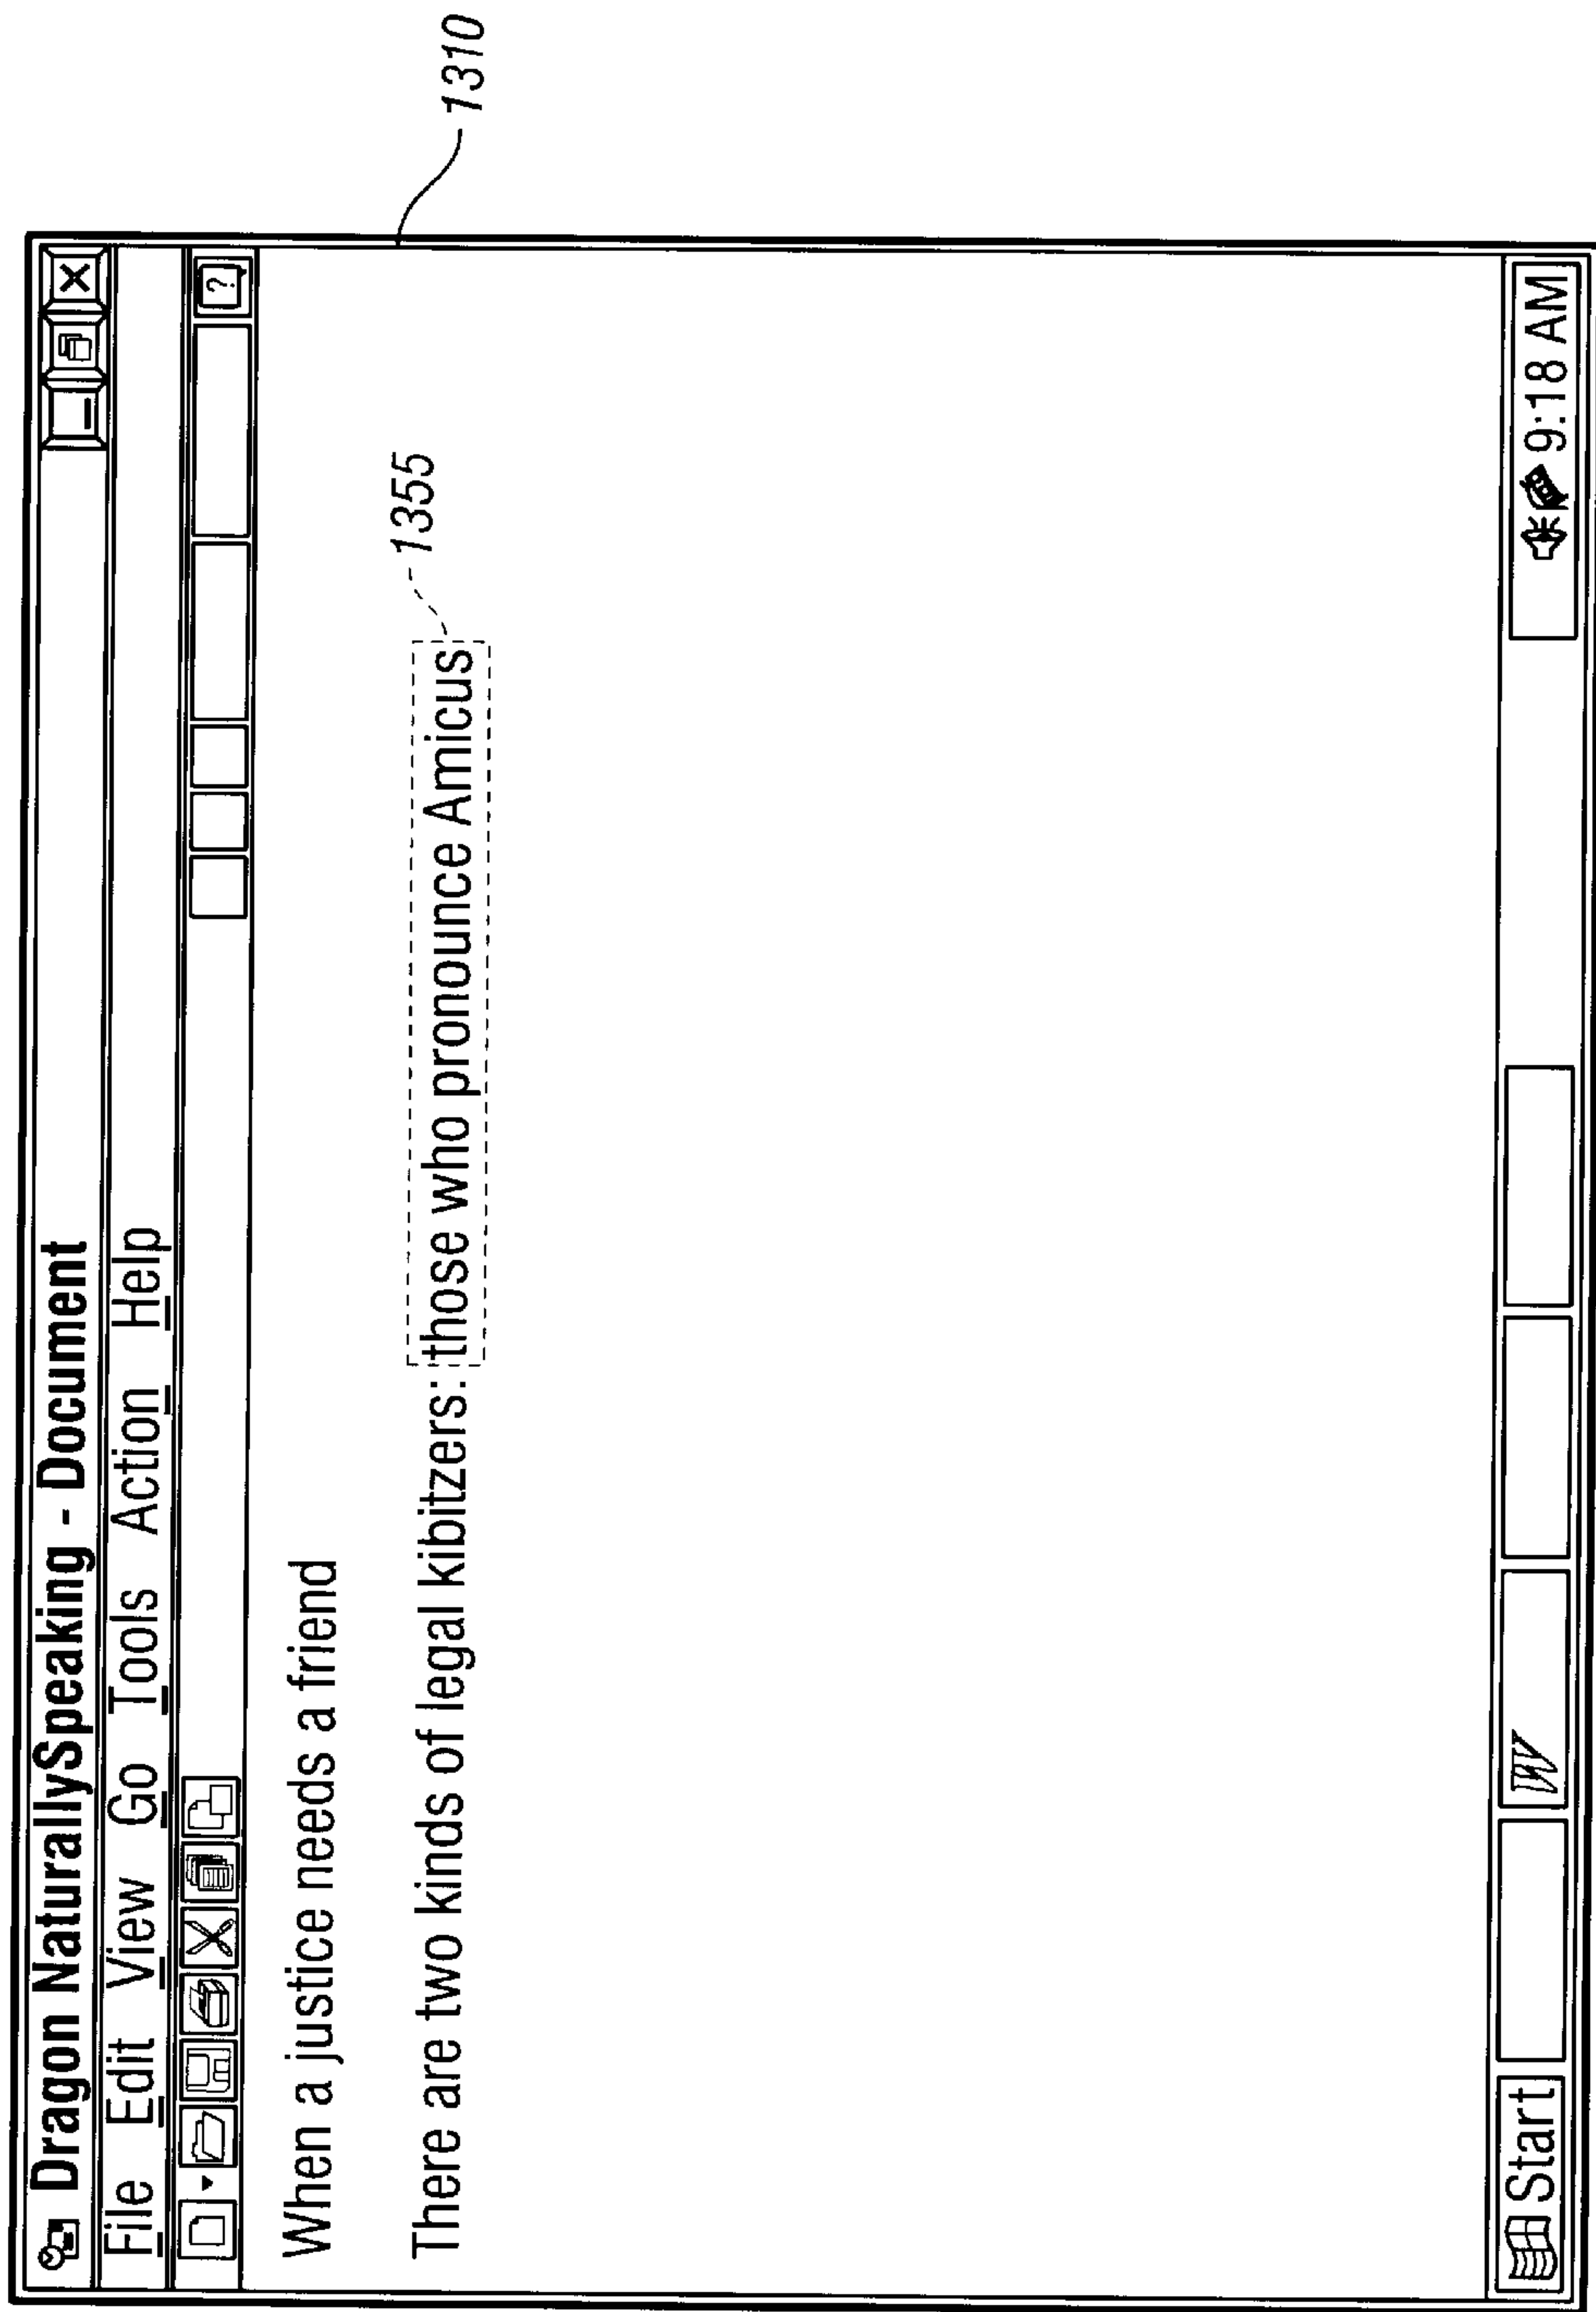 Dragon NaturallySpeaking - Document
File Edit View Go Tools Action Help
?
1310
When a justice needs a friend
1355
There are two kinds of legal kibitzers: those who pronounce Amicus
Start
W
9:18 AM